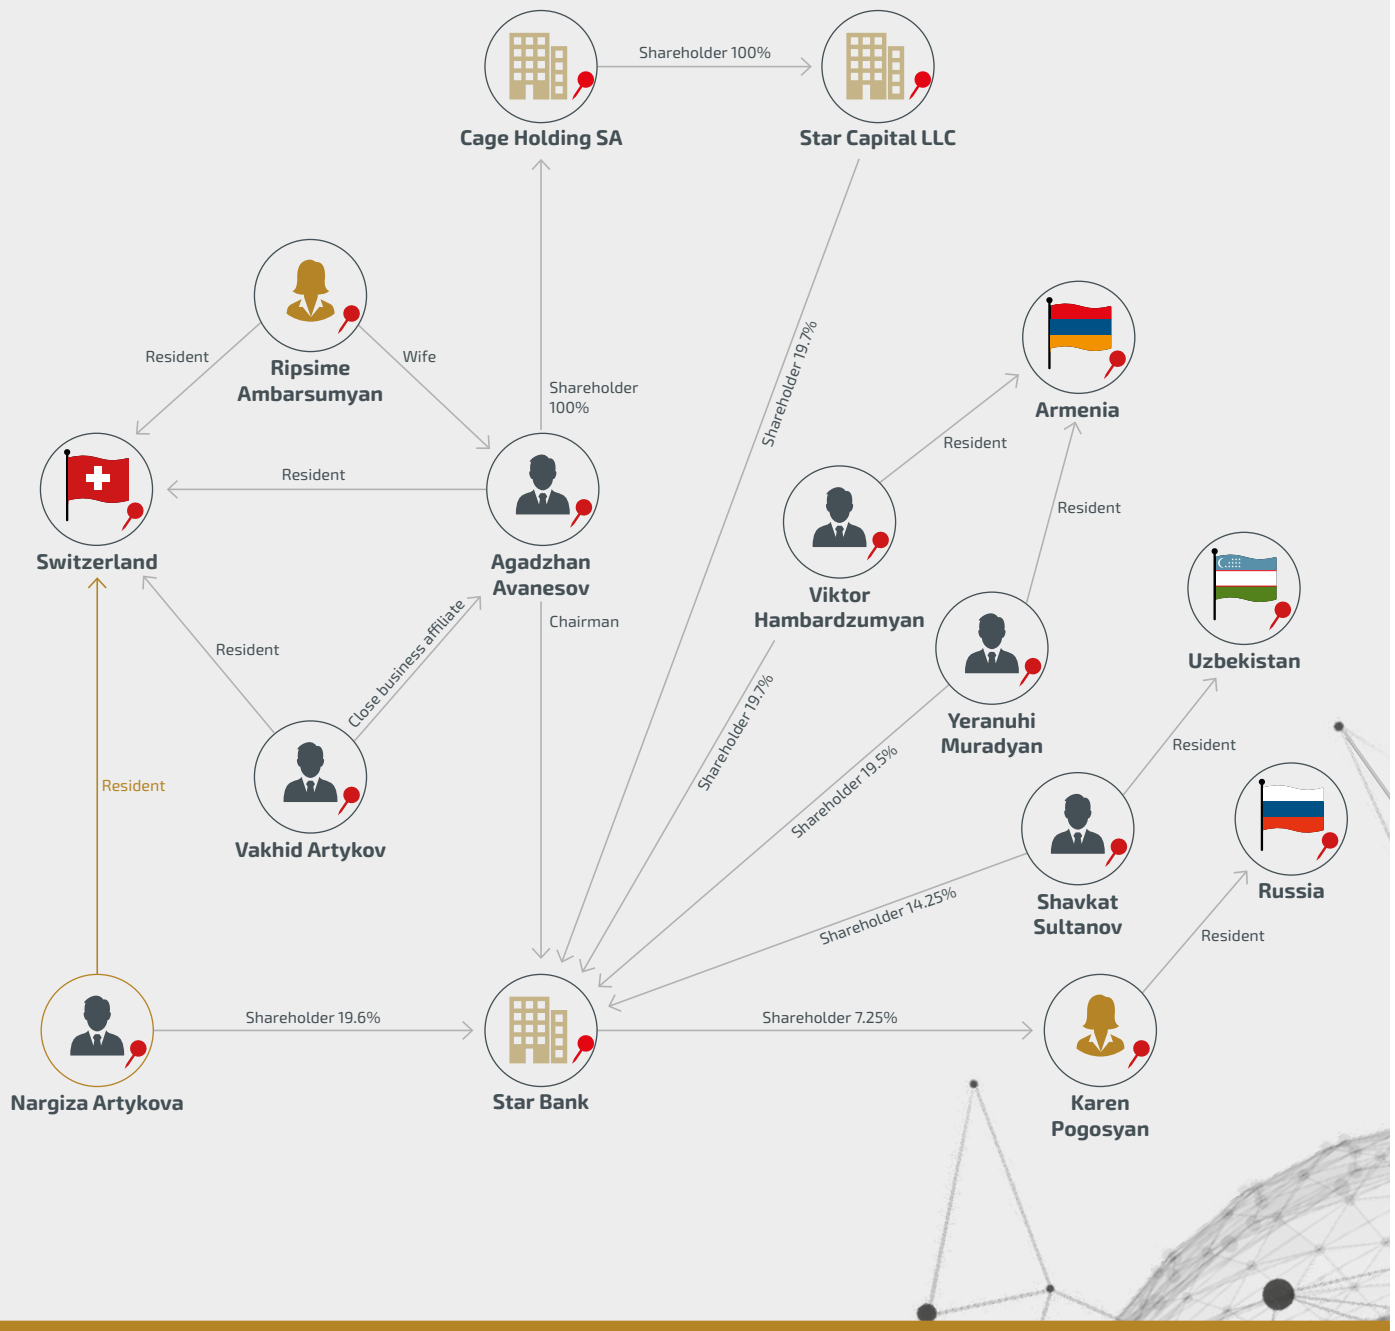 Shareholder 100%
Cage Holding SA
Star Capital LLC
Resident
Wife
Ripsime
Ambarsumyan
Shareholder
100%
Shareholder 19.7%
Armenia
Resident
Resident
Resident
Switzerland
Agadzhan
Avanesov
Viktor
Hambardzumyan
Chairman
Close business affiliate
Resident
Uzbekistan
Shareholder 19.7%
Yeranuhi
Muradyan
Resident
Resident
Shareholder 19.5%
Vakhid Artykov
Shavkat
Sultanov
Russia
Shareholder 14.25%
Resident
Shareholder 19.6%
Shareholder 7.25%
Nargiza Artykova
Star Bank
Karen
Pogosyan